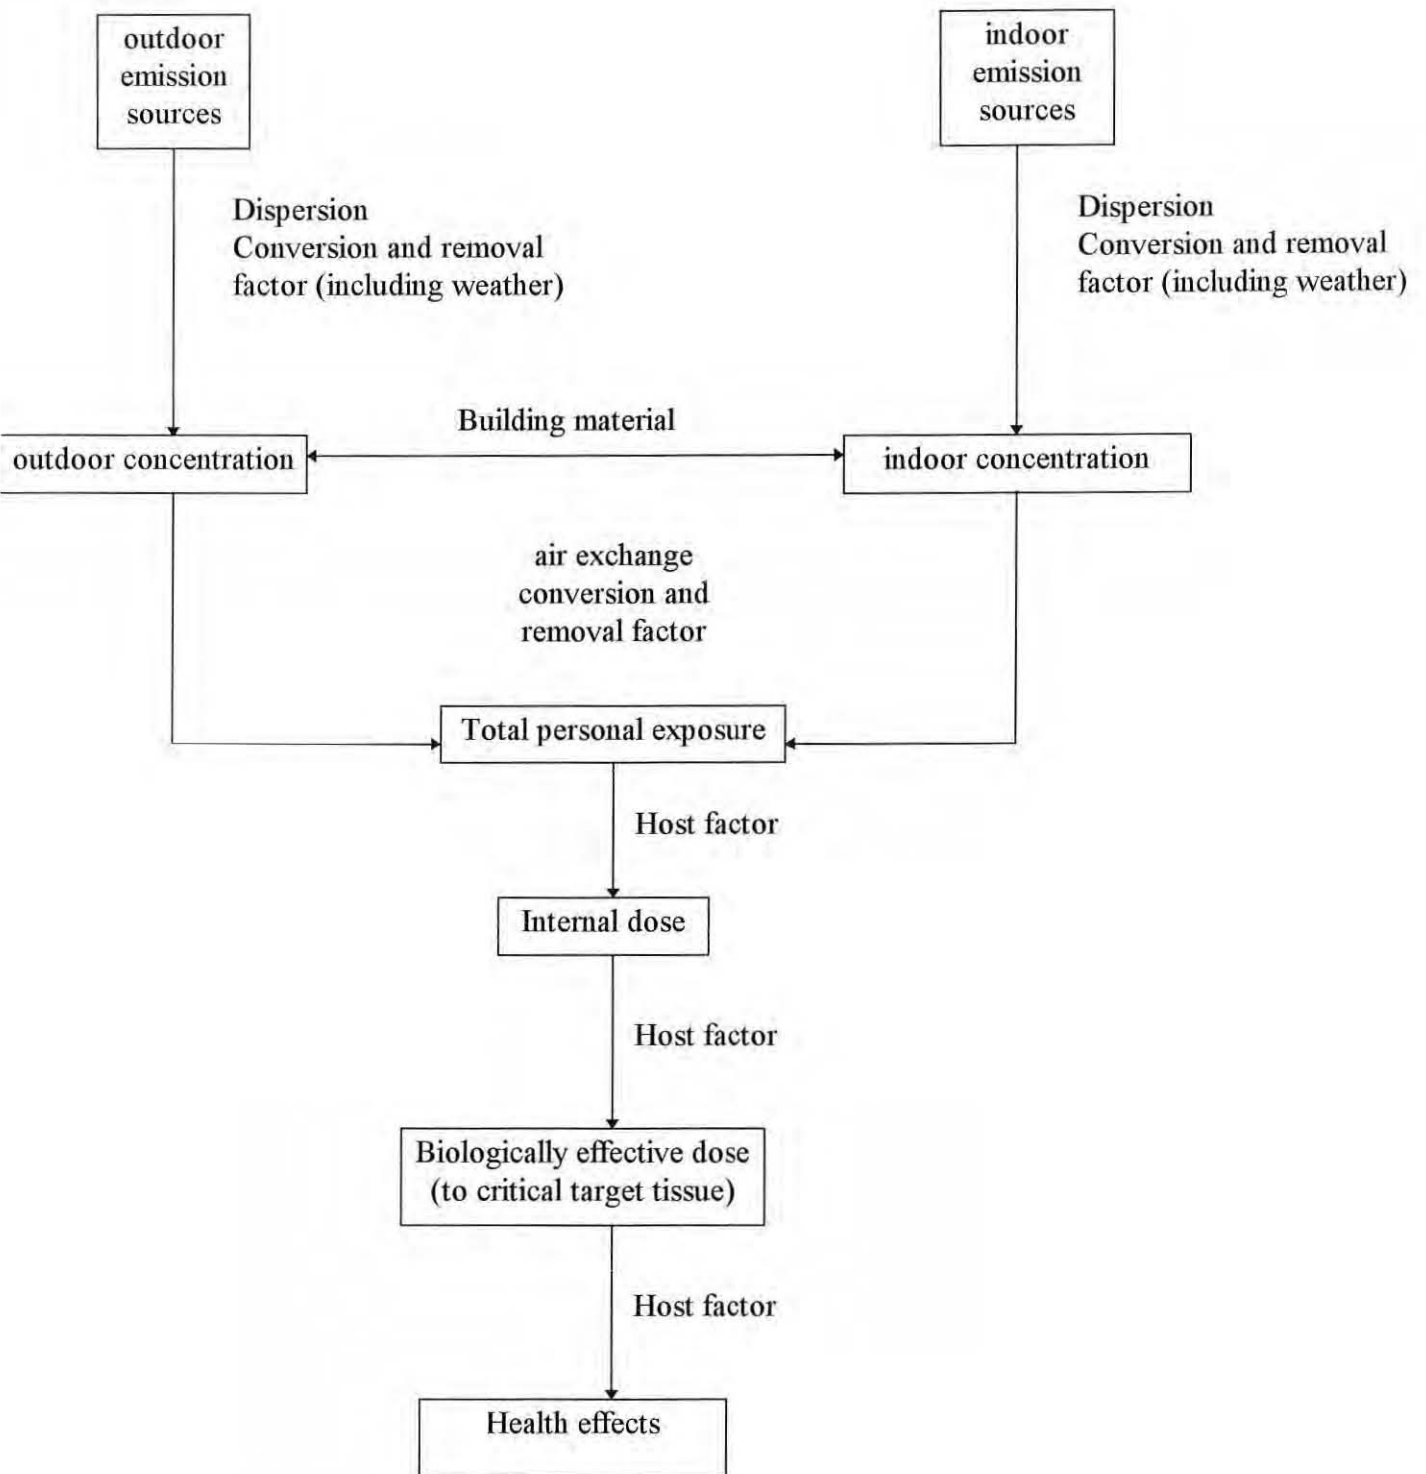 outdoor
emission
sources
indoor
emission
sources
Dispersion
Conversion and removal
factor (including weather)
Dispersion
Conversion and removal
factor (including weather)
Building material
outdoor concentration
indoor concentration
air exchange
conversion and
removal factor
Total personal exposure
Host factor
Internal dose
Host factor
Biologically effective dose
(to critical target tissue)
Host factor
Health effects